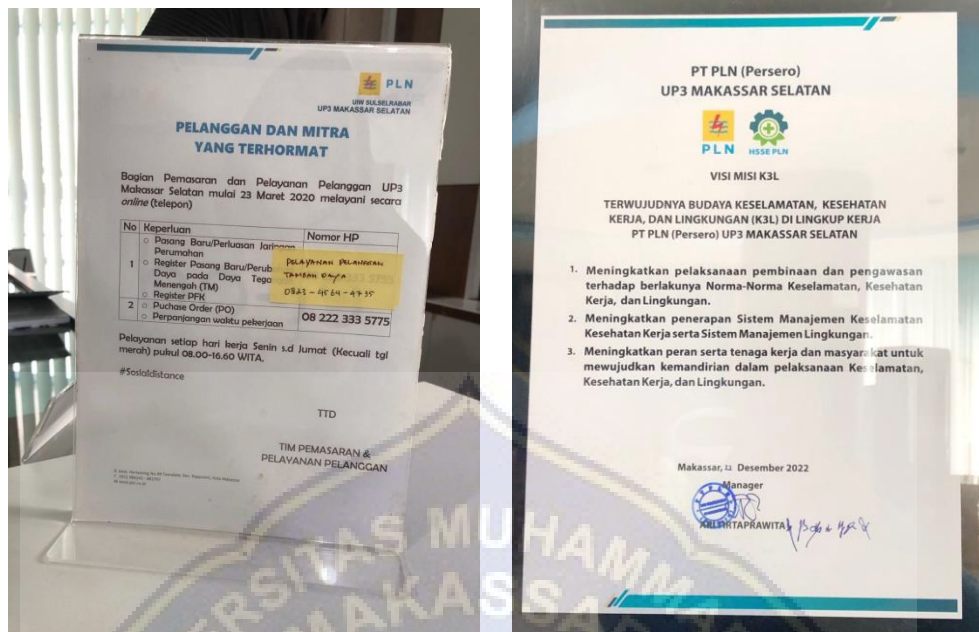 PLN
UIW SULSELRABAR
UP3 MAKASSAR SELATAN
PELANGGAN DAN MITRA
YANG TERHORMAT
Bagian Pemasaran dan Pelayanan Pelanggan UP3
Makassar Selatan mulai 23 Maret 2020 melayani secara
online (telepon)
No Keperluan Nomor HP
1
○ Pasang Baru/Perluasan Jaringan
Perumahan
○ Register Pasang Baru/Perub
Daya pada Daya Tega
Menengah (TM)
○ Register PFK
PELAYANAN PELANGGAN
TAMBAH DAYA
0823-4564-4735
2
○ Puchase Order (PO)
○ Perpanjangan waktu pekerjaan
08 222 333 5775
Pelayanan setiap hari kerja Senin s.d Jumat (Kecuali tgl
merah) pukul 08.00-16.60 WITA.
#Sosialdistance
TTD
TIM PEMASARAN &
PELAYANAN PELANGGAN
PT PLN (Persero)
UP3 MAKASSAR SELATAN
PLN
HSSE PLN
VISI MISI K3L
TERWUJUDNYA BUDAYA KESELAMATAN, KESEHATAN
KERJA, DAN LINGKUNGAN (K3L) DI LINGKUP KERJA
PT PLN (Persero) UP3 MAKASSAR SELATAN
1. Meningkatkan pelaksanaan pembinaan dan pengawasan
terhadap berlakunya Norma-Norma Keselamatan, Kesehatan
Kerja, dan Lingkungan.
2. Meningkatkan penerapan Sistem Manajemen Keselamatan
Kesehatan Kerja serta Sistem Manajemen Lingkungan.
3. Meningkatkan peran serta tenaga kerja dan masyarakat untuk
mewujudkan kemandirian dalam pelaksanaan Keselamatan,
Kesehatan Kerja, dan Lingkungan.
Makassar, 22 Desember 2022
Manager
ARI TIRTAPRAWITA
ERSITAS MUHAMMA
MAKASSA